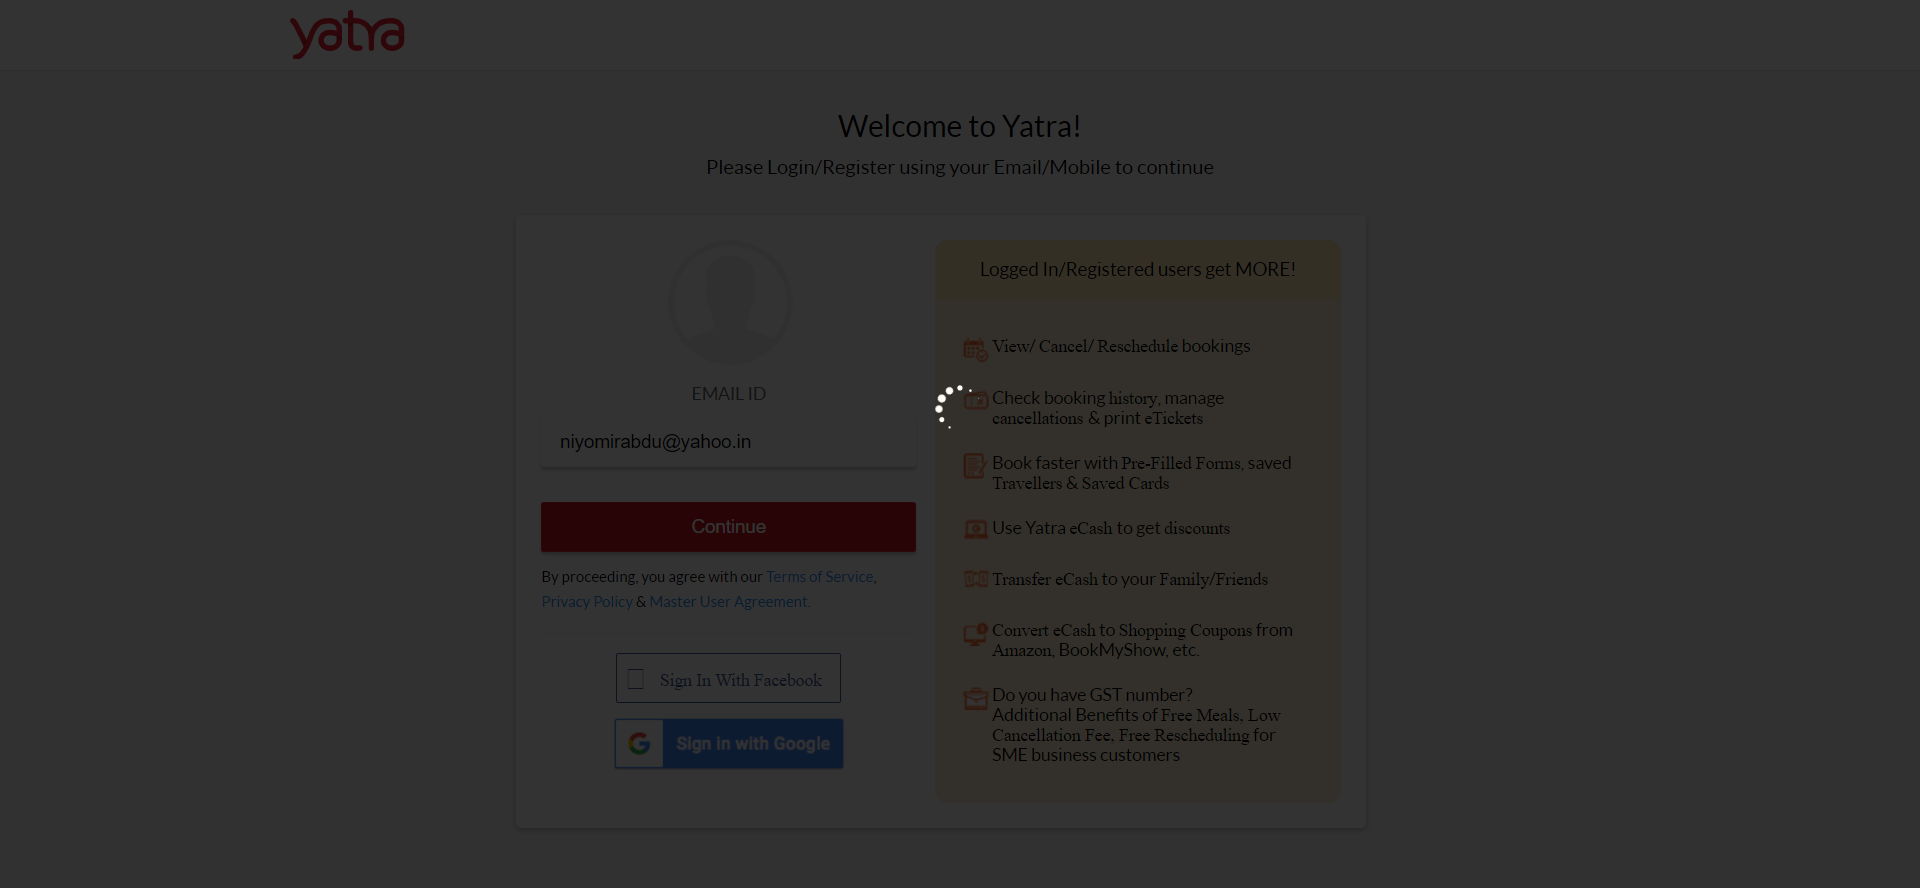 yatra
Welcome to Yatra!
Please Login/Register using your Email/Mobile to continue
EMAIL ID
niyomirabdu@yahoo.in
Continue
By proceeding, you agree with our Terms of Service,
Privacy Policy & Master User Agreement.
Sign In With Facebook
Sign in with Google
Logged In/Registered users get MORE!
View/ Cancel/ Reschedule bookings
Check booking history, manage
cancellations & print eTickets
Book faster with Pre-Filled Forms, saved
Travellers & Saved Cards
Use Yatra eCash to get discounts
Transfer eCash to your Family/Friends
Convert eCash to Shopping Coupons from
Amazon, BookMyShow, etc.
Do you have GST number?
Additional Benefits of Free Meals, Low
Cancellation Fee, Free Rescheduling for
SME business customers